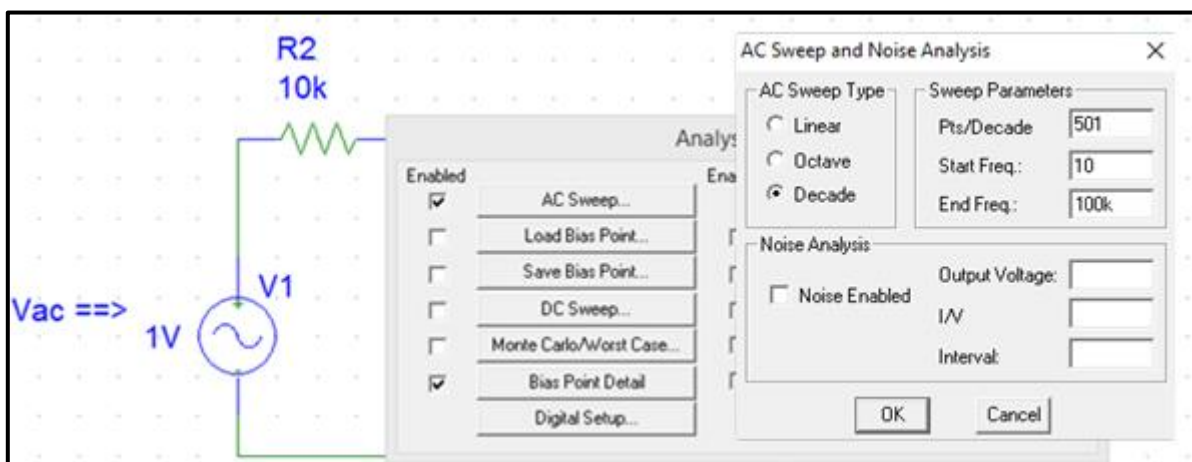 R2
10k
Vac ==>
V1
1V
Analys
Enabled
Ena
AC Sweep...
Load Bias Point...
Save Bias Point...
DC Sweep...
Monte Carlo/Worst Case...
Bias Point Detail
Digital Setup...
AC Sweep and Noise Analysis
AC Sweep Type
Linear
Octave
Decade
Sweep Parameters
Pts/Decade 501
Start Freq.: 10
End Freq.: 100k
Noise Analysis
Noise Enabled
Output Voltage:
I/V
Interval:
OK Cancel